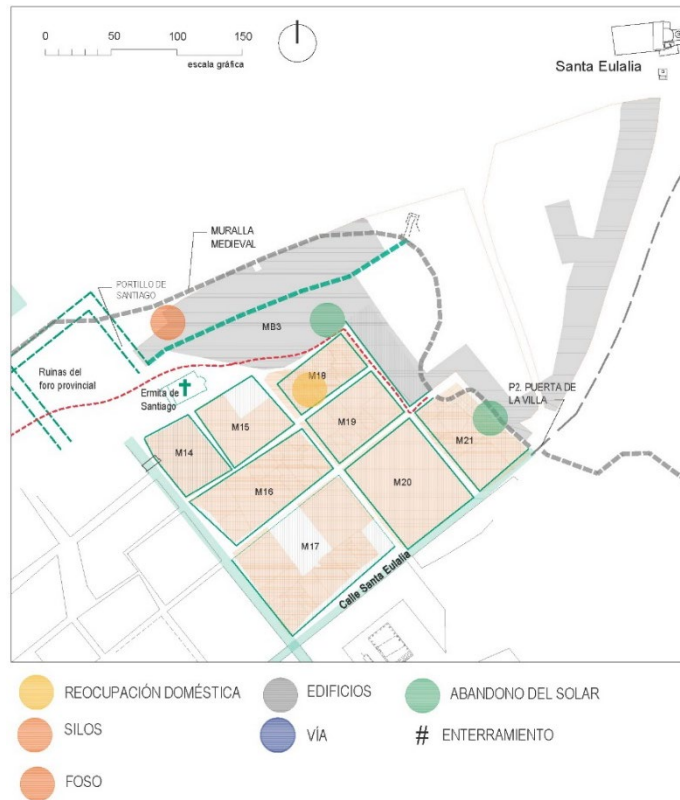 0 50 100 150
escala gráfica
Santa Eulalia
MURALLA
MEDIEVAL
PORTILLO DE
SANTIAGO
MB3
Ruinas del
foro provincial
Ermita de
Santiago
M18
P2. PUERTA DE
LA VILLA
M15
M19
M21
M14
M16
M20
M17
Calle Santa Eulalia
REOCUPACIÓN DOMÉSTICA
EDIFICIOS
ABANDONO DEL SOLAR
SILOS
VÍA
# ENTERRAMIENTO
FOSO